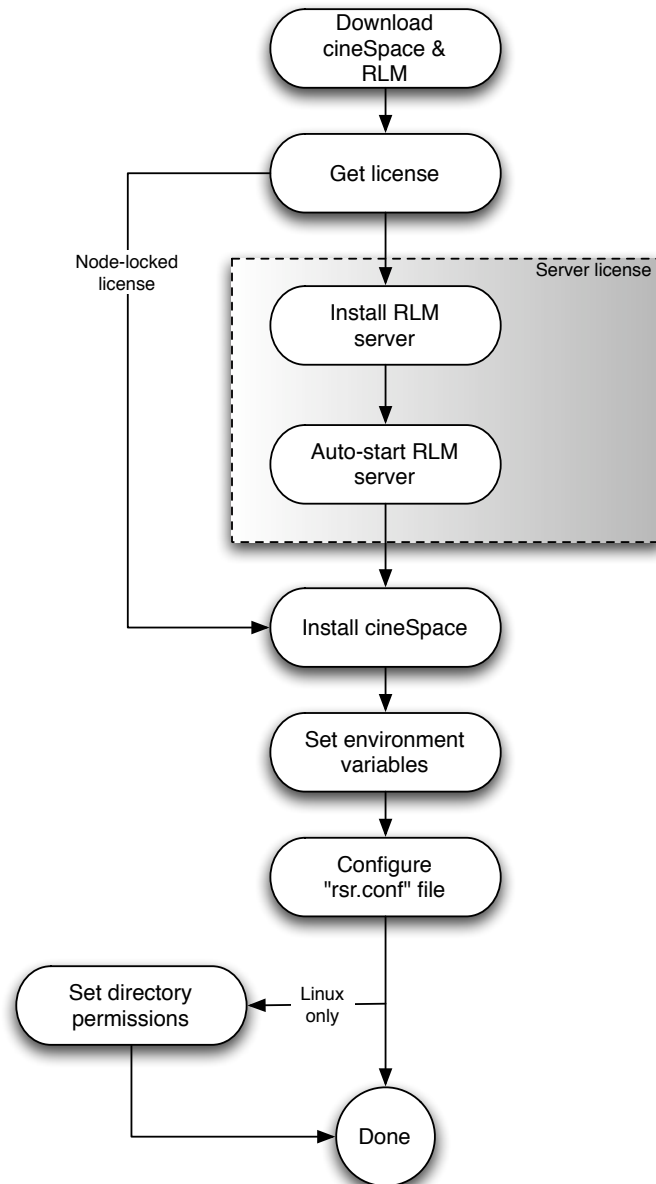 Download
cineSpace &
RLM
Get license
Node-locked
license
Server license
Install RLM
server
Auto-start RLM
server
Install cineSpace
Set environment
variables
Configure
"rsr.conf" file
Set directory
permissions
Linux
only
Done